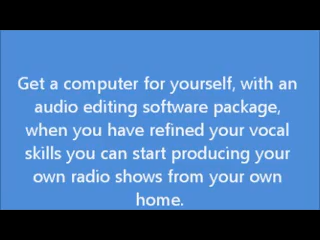 Get a computer for yourself, with an
audio editing software package,
when you have refined your vocal
skills you can start producing your
own radio shows from your own
home.